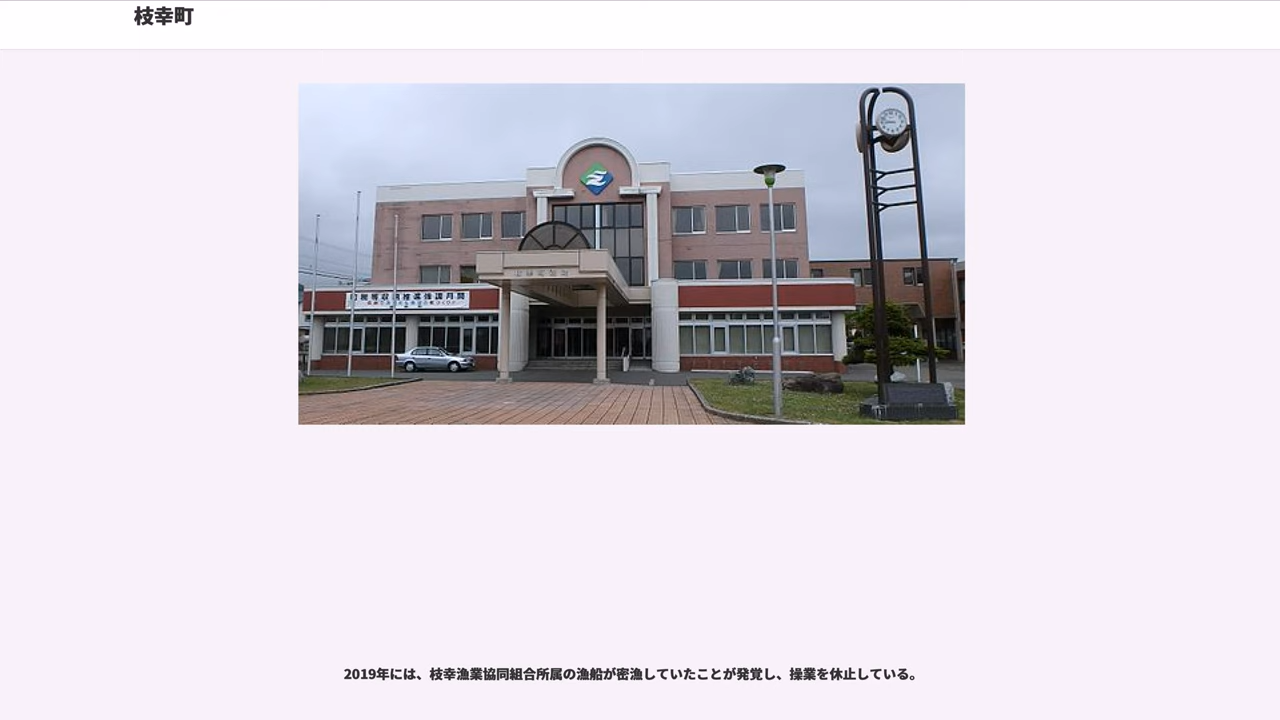 枝幸町
2019年には、枝幸漁業協同組合所属の漁船が密漁していたことが発覚し、操業を休止している。